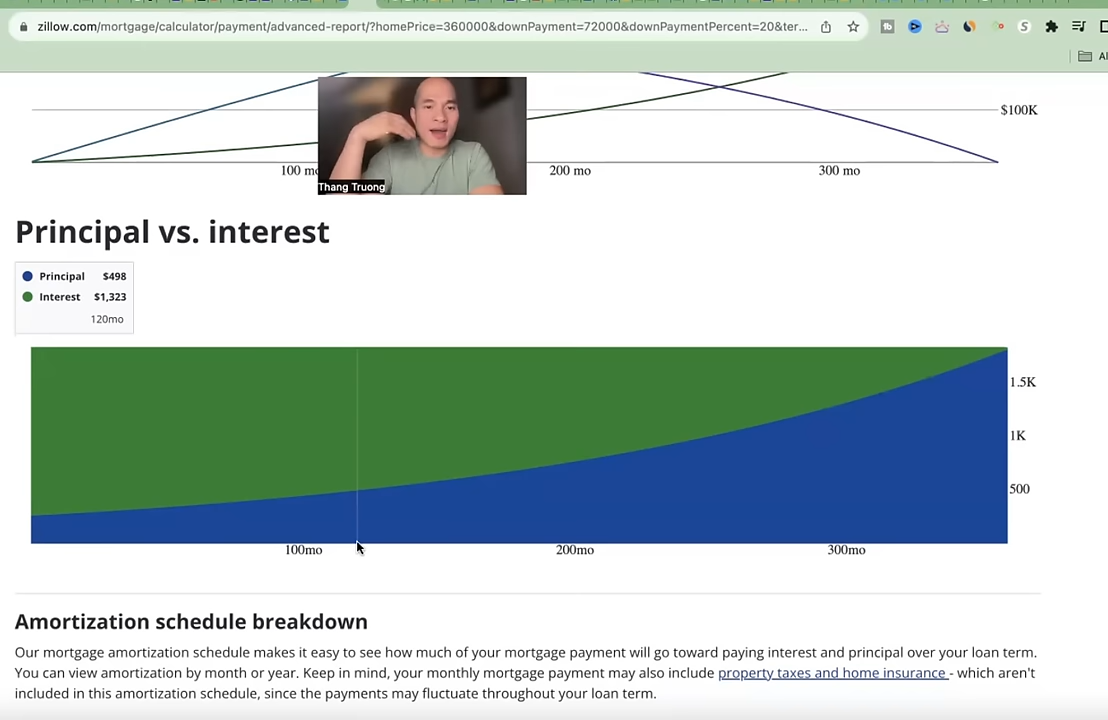 zillow.com/mortgage/calculator/payment/advanced-report/?homePrice=360000&downPayment=72000&downPaymentPercent=20&ter...
$100K
100 mo
200 mo
300 mo
Thang Truong
Principal vs. interest
Principal $498
Interest $1,323
120mo
1.5K
1K
500
100mo
200mo
300mo
Amortization schedule breakdown
Our mortgage amortization schedule makes it easy to see how much of your mortgage payment will go toward paying interest and principal over your loan term.
You can view amortization by month or year. Keep in mind, your monthly mortgage payment may also include property taxes and home insurance - which aren't
included in this amortization schedule, since the payments may fluctuate throughout your loan term.